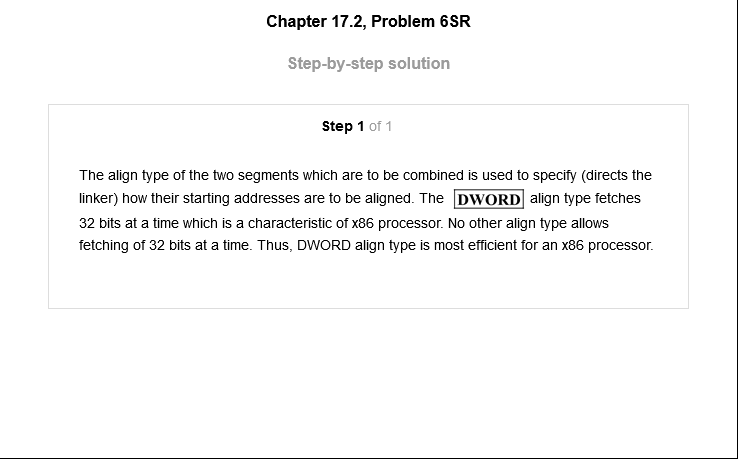 Chapter 17.2, Problem 6SR
Step-by-step solution
Step 1 of 1
The align type of the two segments which are to be combined is used to specify (directs the
linker) how their starting addresses are to be aligned. The DWORD align type fetches
32 bits at a time which is a characteristic of x86 processor. No other align type allows
fetching of 32 bits at a time. Thus, DWORD align type is most efficient for an x86 processor.